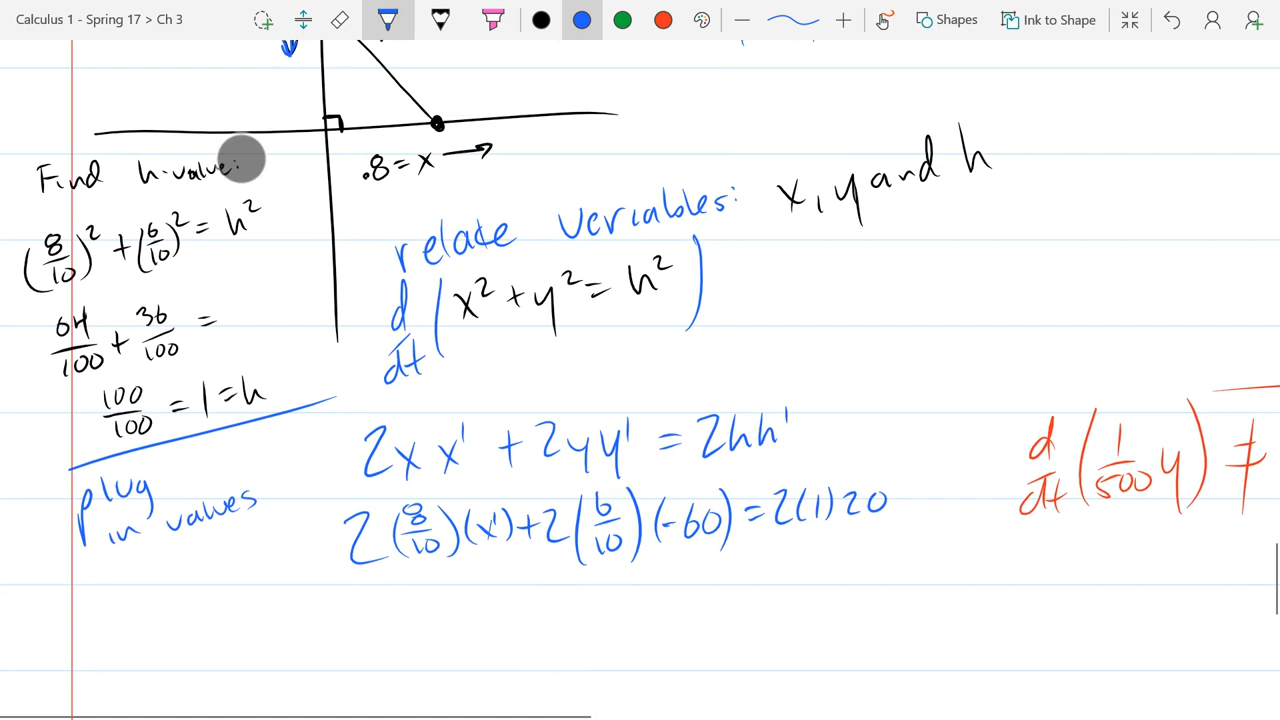 Calculus 1 - Spring 17 > Ch 3
Shapes
Ink to Shape
.8 = x →
Find h-value:
(8/10)² + (6/10)² = h²
64/100 + 36/100 =
100/100 = 1 = h
relate variables: x, y and h
d/dt (x² + y² = h²)
2x x' + 2yy' = 2hh'
plug
in values
2(8/10)(x') + 2(6/10)(-60) = 2(1)20
d/dt (1/500 y) ≠